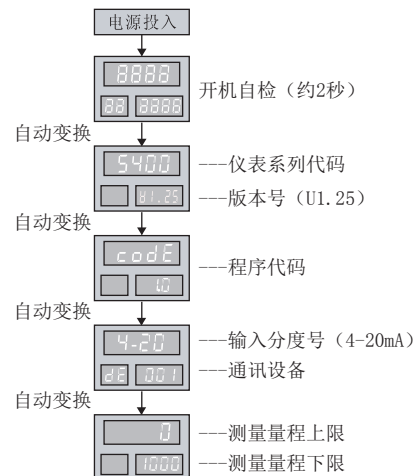 电源投入
8888
88 8888
开机自检（约2秒）
自动变换
S400
---仪表系列代码
U1.25
---版本号（U1.25）
自动变换
codE
1.0
---程序代码
自动变换
4-20
---输入分度号（4-20mA）
dE 001
---通讯设备
自动变换
0
---测量量程上限
1000
---测量量程下限